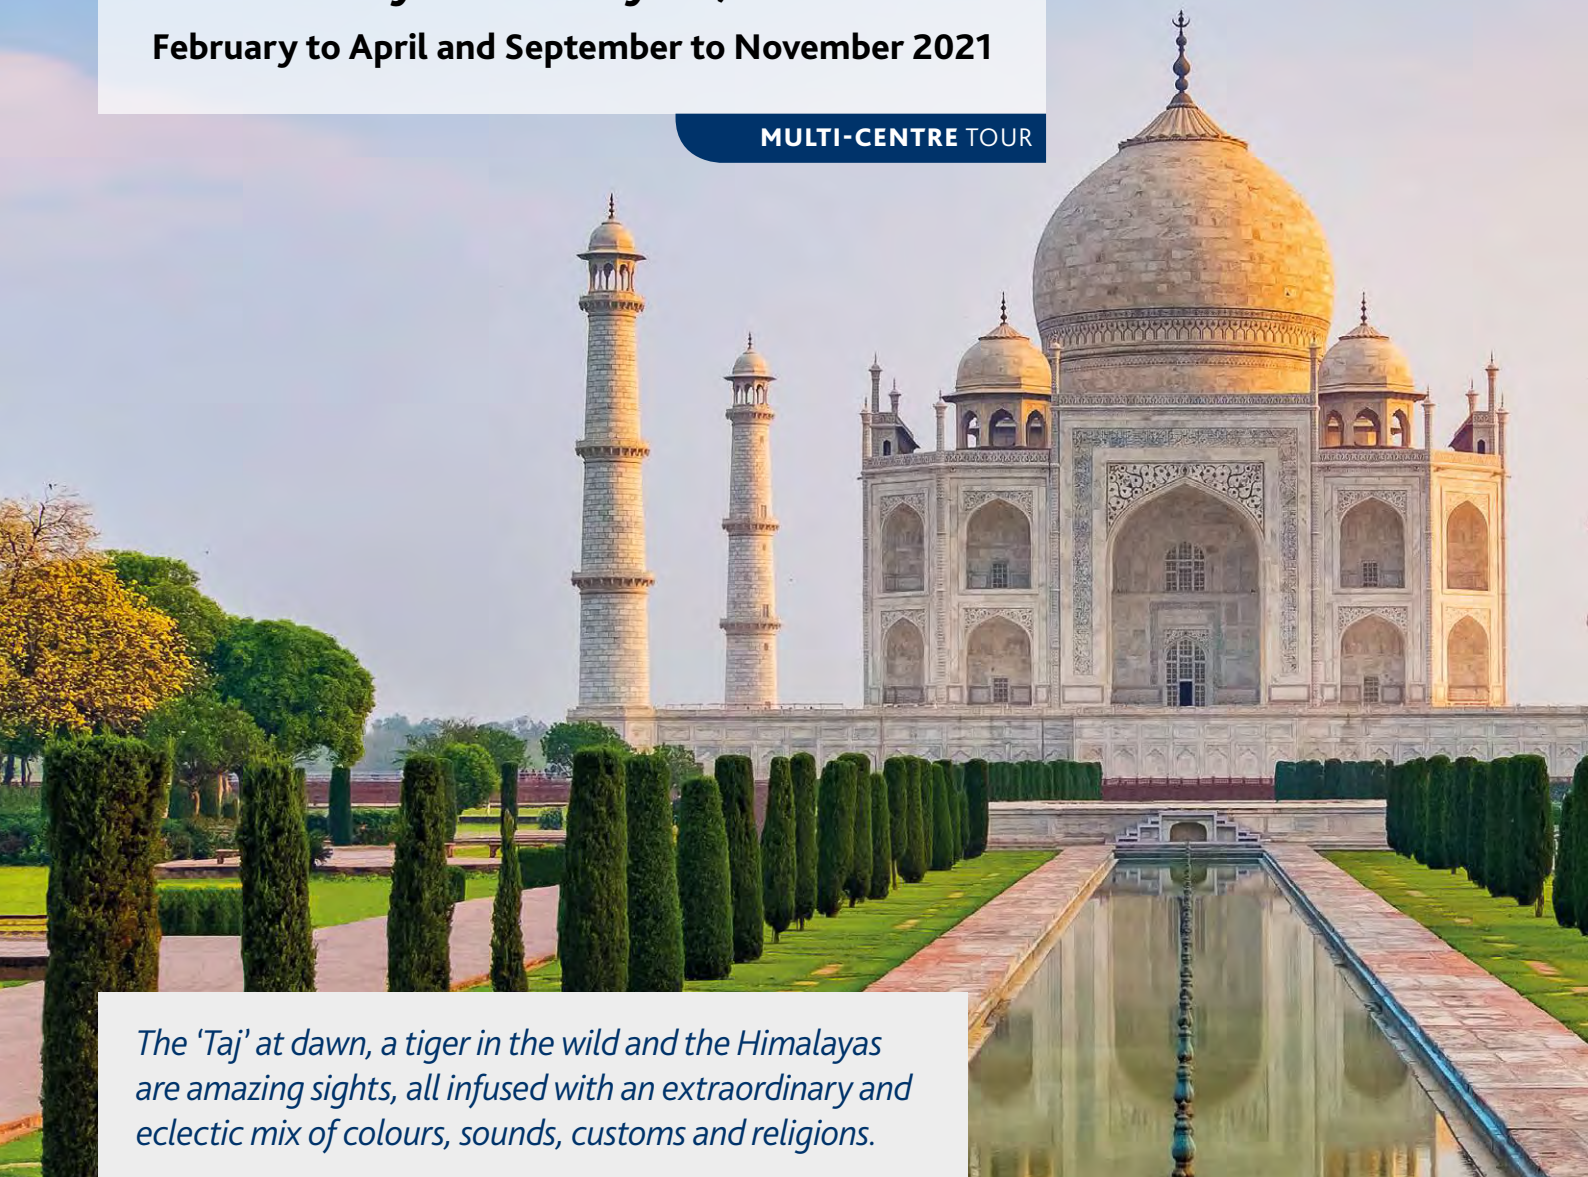 February to April and September to November 2021
MULTI-CENTRE TOUR
The ‘Taj’ at dawn, a tiger in the wild and the Himalayas
are amazing sights, all infused with an extraordinary and
eclectic mix of colours, sounds, customs and religions.